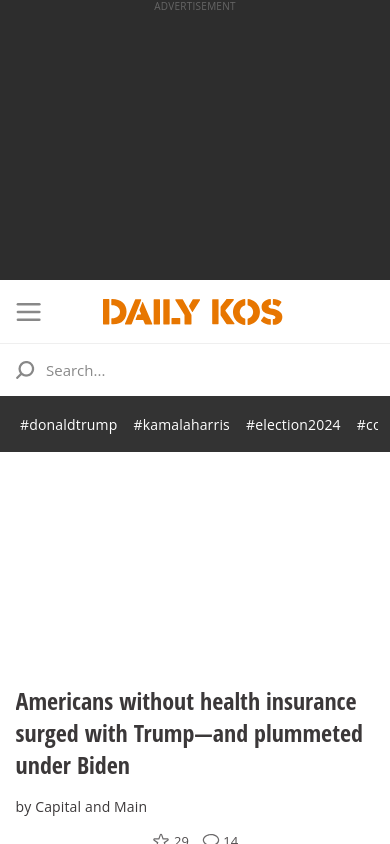 ADVERTISEMENT
DAILY KOS
Search...
#donaldtrump #kamalaharris #election2024
Americans without health insurance
surged with Trump—and plummeted
under Biden
by Capital and Main
29 14